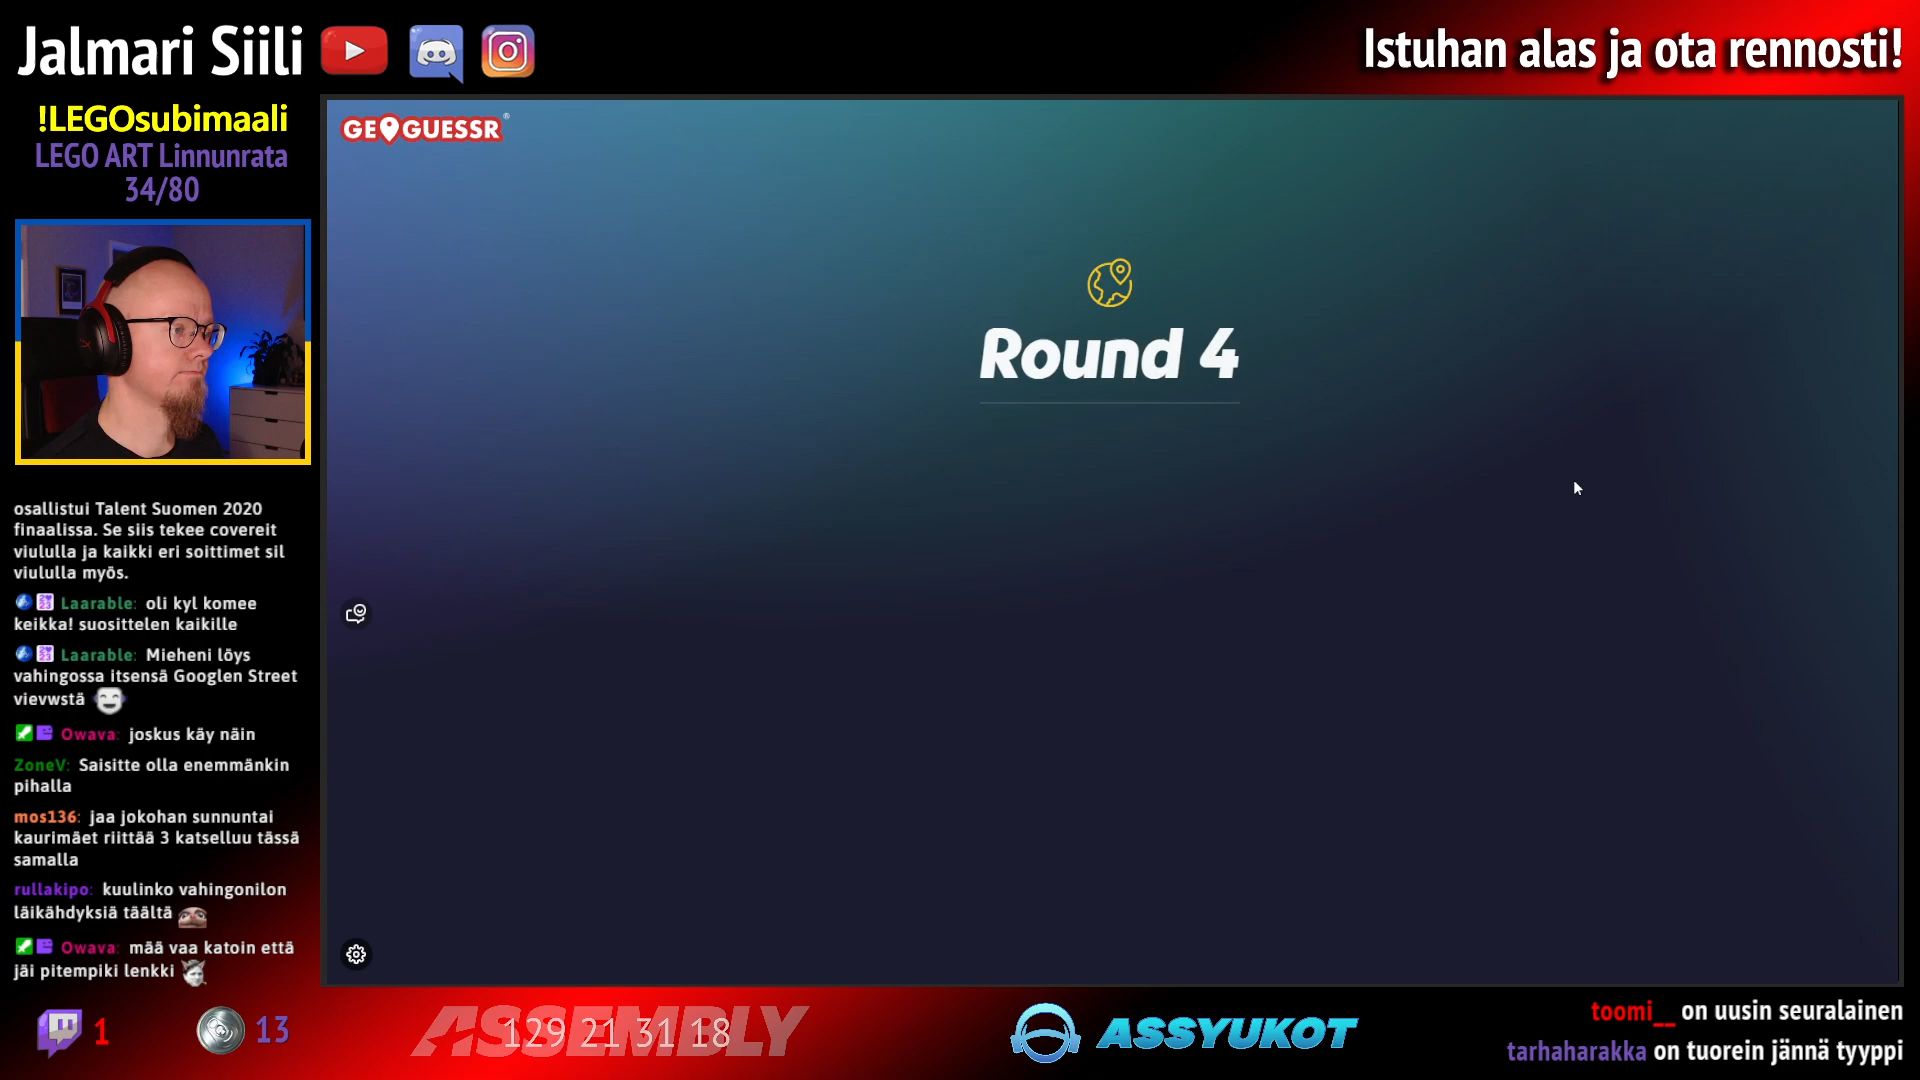 Jalmari Siili
Istuhan alas ja ota rennosti!
!LEGOsubimaali
LEGO ART Linnunrata
34/80
GEOGUESSR
Round 4
osallistui Talent Suomen 2020
finaalissa. Se siis tekee covereit
viululla ja kaikki eri soittimet sil
viululla myös.
Laarable: oli kyl komee
keikka! suosittelen kaikille
Laarable: Mieheni löys
vahingossa itsensä Googlen Street
vievwstä
Owava: joskus käy näin
ZoneV: Saisitte olla enemmänkin
pihalla
mos136: jaa jokohan sunnuntai
kaurimäet riittää 3 katselluu tässä
samalla
rullakipo: kuulinko vahingonilon
läikähdyksiä täältä
Owava: mää vaa katoin että
jäi pitempiki lenkki
1
13
ASSEMBLY
129 21 31 18
ASSYUKOT
toomi__ on uusin seuralainen
tarhaharakka on tuorein jännä tyyppi